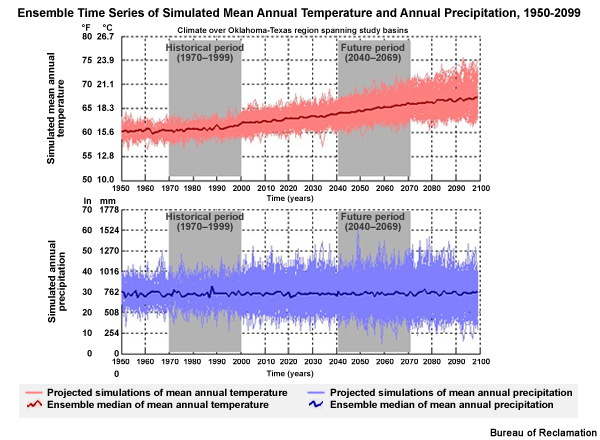 Ensemble Time Series of Simulated Mean Annual Temperature and Annual Precipitation, 1950-2099
°F °C
Climate over Oklahoma-Texas region spanning study basins
Simulated mean annual
temperature
80 26.7
75 23.9
70 21.1
65 18.3
60 15.6
55 12.8
50 10.0
Historical period
(1970–1999)
Future period
(2040–2069)
1950 1960 1970 1980 1990 2000 2010 2020 2030 2040 2050 2060 2070 2080 2090 2100
Time (years)
In mm
Simulated annual
precipitation
70 1778
60 1524
50 1270
40 1016
30 762
20 508
10 254
0 0
Historical period
(1970–1999)
Future period
(2040–2069)
1950 1960 1970 1980 1990 2000 2010 2020 2030 2040 2050 2060 2070 2080 2090 2100
Time (years)
Projected simulations of mean annual temperature
Ensemble median of mean annual temperature
Projected simulations of mean annual precipitation
Ensemble median of mean annual precipitation
Bureau of Reclamation